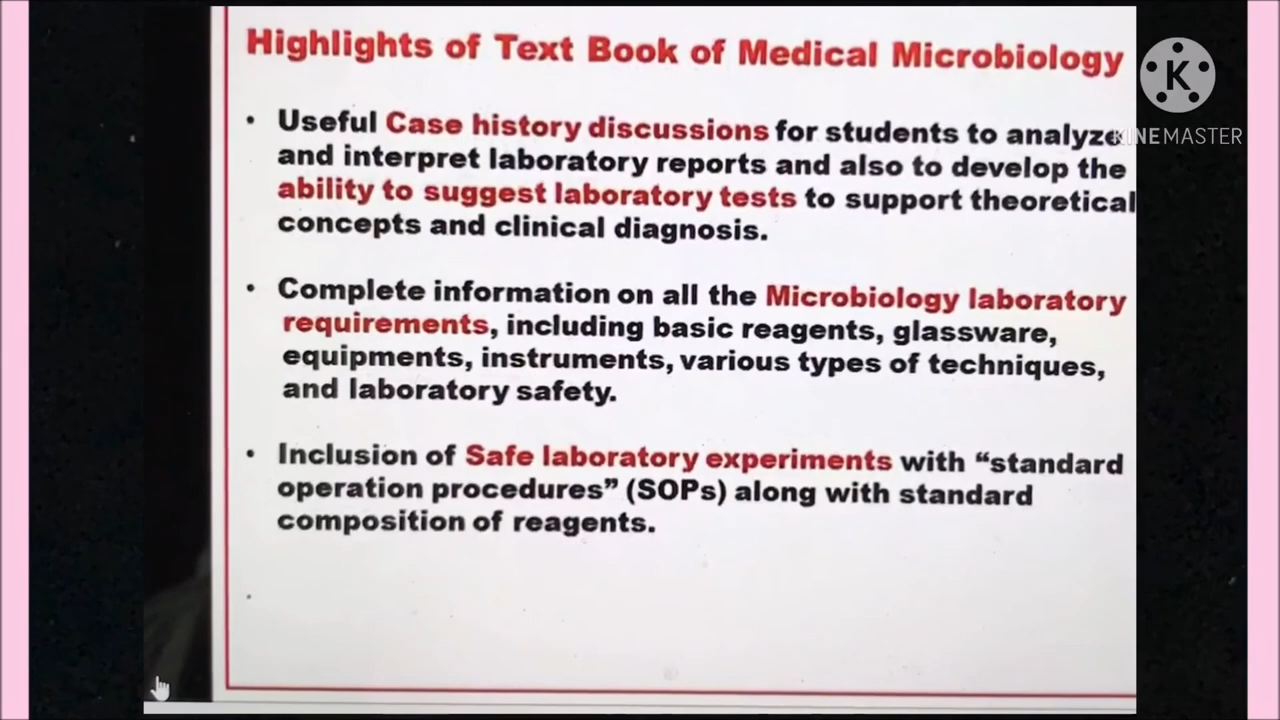 Highlights of Text Book of Medical Microbiology
• Useful Case history discussions for students to analyze
and interpret laboratory reports and also to develop the
ability to suggest laboratory tests to support theoretical
concepts and clinical diagnosis.
• Complete information on all the Microbiology laboratory
requirements, including basic reagents, glassware,
equipments, instruments, various types of techniques,
and laboratory safety.
• Inclusion of Safe laboratory experiments with “standard
operation procedures” (SOPs) along with standard
composition of reagents.
K
KINEMASTER